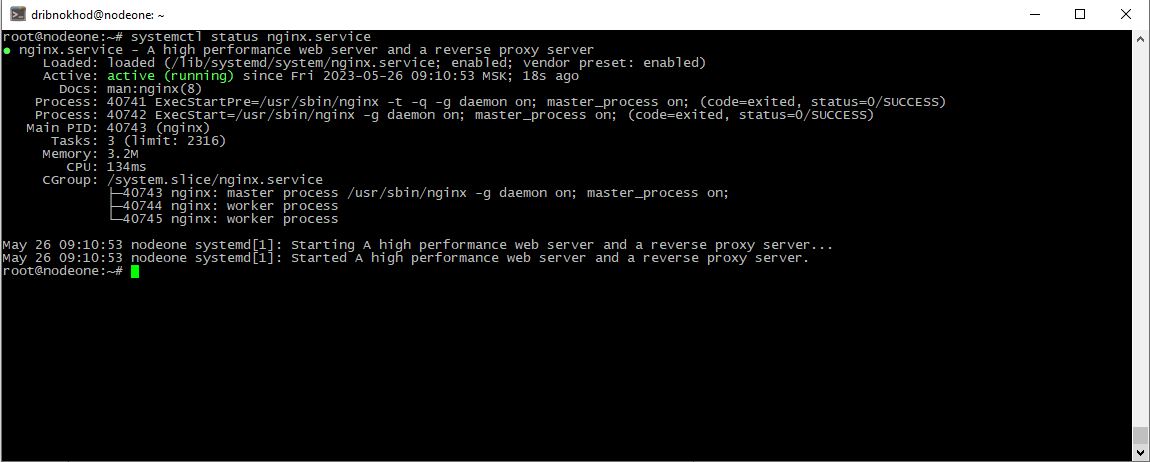 dribnokhod@nodeone: ~
root@nodeone:~# systemctl status nginx.service
● nginx.service - A high performance web server and a reverse proxy server
     Loaded: loaded (/lib/systemd/system/nginx.service; enabled; vendor preset: enabled)
     Active: active (running) since Fri 2023-05-26 09:10:53 MSK; 18s ago
       Docs: man:nginx(8)
    Process: 40741 ExecStartPre=/usr/sbin/nginx -t -q -g daemon on; master_process on; (code=exited, status=0/SUCCESS)
    Process: 40742 ExecStart=/usr/sbin/nginx -g daemon on; master_process on; (code=exited, status=0/SUCCESS)
   Main PID: 40743 (nginx)
      Tasks: 3 (limit: 2316)
     Memory: 3.2M
        CPU: 134ms
     CGroup: /system.slice/nginx.service
             ├─40743 nginx: master process /usr/sbin/nginx -g daemon on; master_process on;
             ├─40744 nginx: worker process
             └─40745 nginx: worker process
May 26 09:10:53 nodeone systemd[1]: Starting A high performance web server and a reverse proxy server...
May 26 09:10:53 nodeone systemd[1]: Started A high performance web server and a reverse proxy server.
root@nodeone:~#